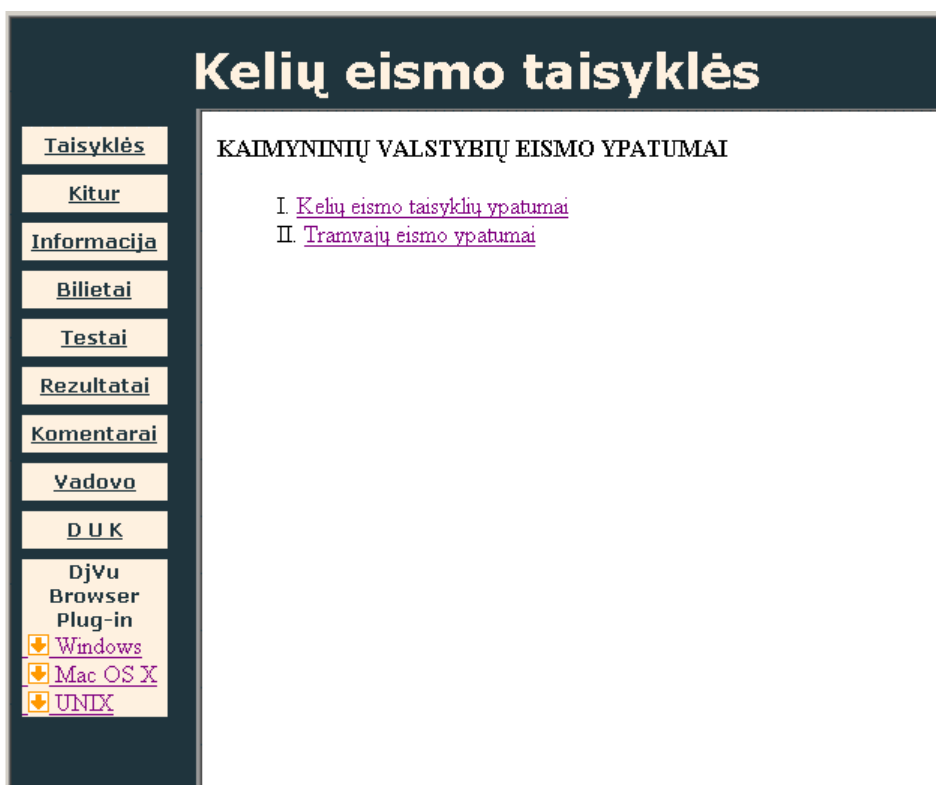 Kelių eismo taisyklės
Taisyklės
Kitur
Informacija
Bilietai
Testai
Rezultatai
Komentarai
Vadovo
D U K
DjVu
Browser
Plug-in
Windows
Mac OS X
UNIX
KAIMYNINIŲ VALSTYBIŲ EISMO YPATUMAI
I. Kelių eismo taisyklių ypatumai
II. Tramvajų eismo ypatumai